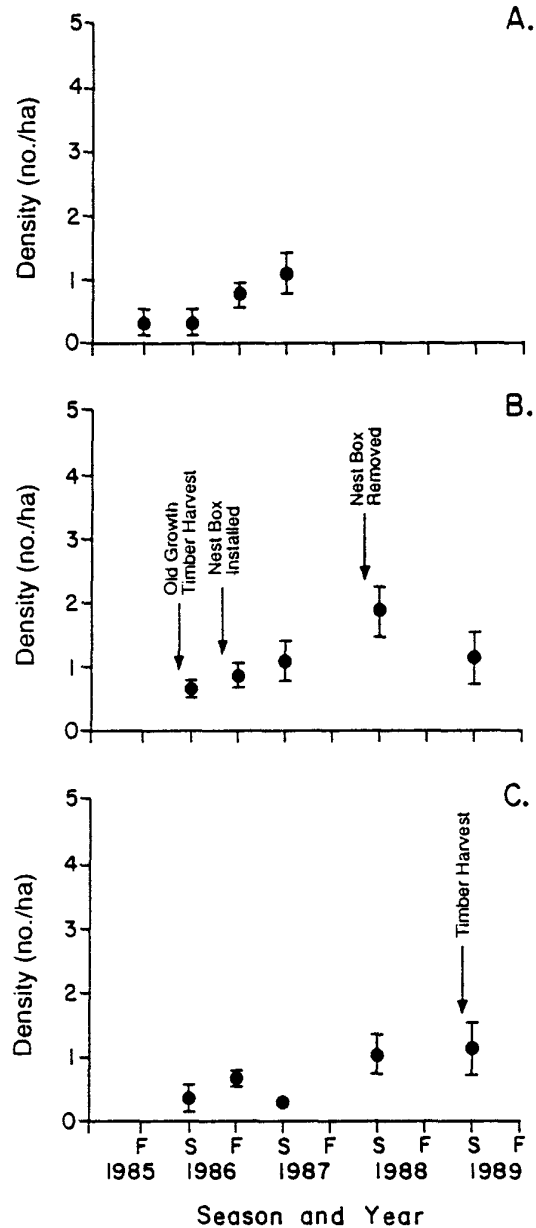 A.
Density (no./ha)
5
4
3
2
1
0
B.
Density (no./ha)
5
4
3
2
1
0
Old Growth
Timber Harvest
Nest Box
Installed
Nest Box
Removed
C.
Density (no./ha)
5
4
3
2
1
0
Timber Harvest
F S F S F S F S F
1985 1986 1987 1988 1989
Season and Year